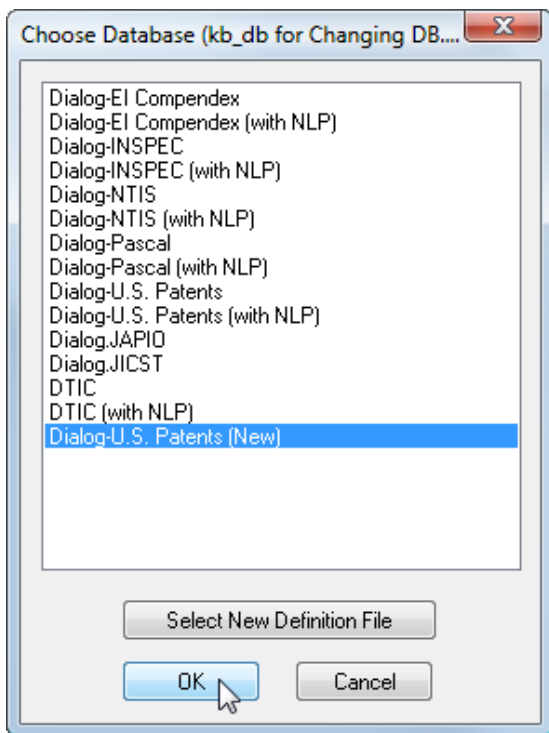 Choose Database (kb_db for Changing DB....
Dialog-EI Compendex
Dialog-EI Compendex (with NLP)
Dialog-INSPEC
Dialog-INSPEC (with NLP)
Dialog-NTIS
Dialog-NTIS (with NLP)
Dialog-Pascal
Dialog-Pascal (with NLP)
Dialog-U.S. Patents
Dialog-U.S. Patents (with NLP)
Dialog.JAPIO
Dialog.JICST
DTIC
DTIC (with NLP)
Dialog-U.S. Patents (New)
Select New Definition File
OK
Cancel